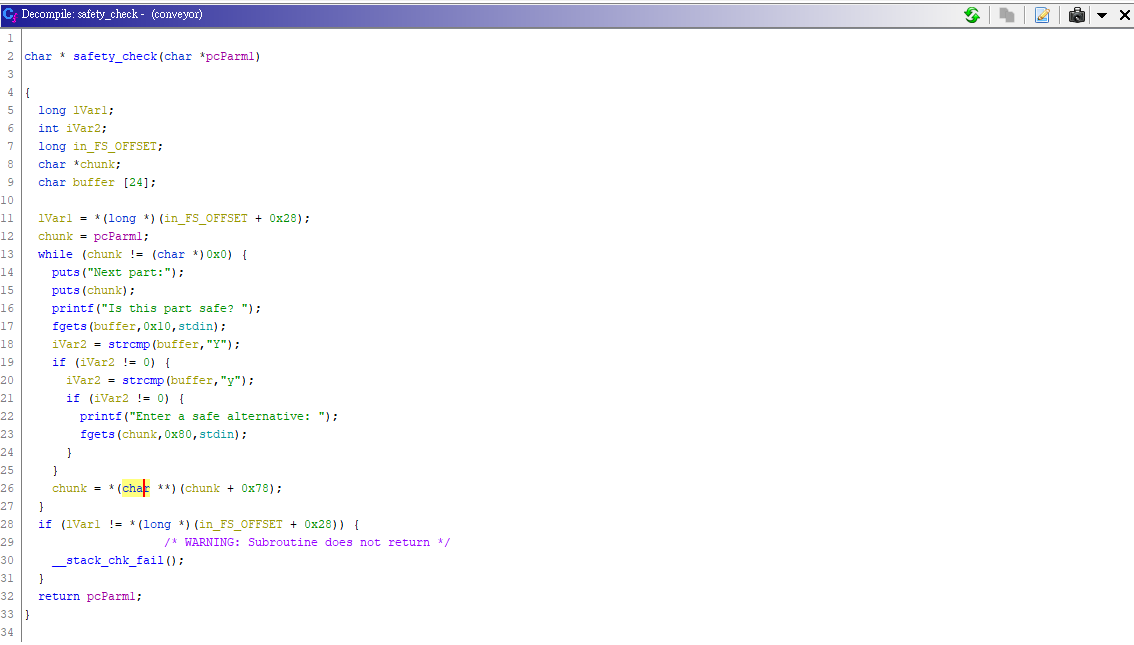 Decompile: safety_check - (conveyor)
1
2 char * safety_check(char *pcParm1)
3
4 {
5 long lVar1;
6 int iVar2;
7 long in_FS_OFFSET;
8 char *chunk;
9 char buffer [24];
10
11 lVar1 = *(long *)(in_FS_OFFSET + 0x28);
12 chunk = pcParm1;
13 while (chunk != (char *)0x0) {
14 puts("Next part:");
15 puts(chunk);
16 printf("Is this part safe? ");
17 fgets(buffer,0x10,stdin);
18 iVar2 = strcmp(buffer,"Y");
19 if (iVar2 != 0) {
20 iVar2 = strcmp(buffer,"y");
21 if (iVar2 != 0) {
22 printf("Enter a safe alternative: ");
23 fgets(chunk,0x80,stdin);
24 }
25 }
26 chunk = *(char **)(chunk + 0x78);
27 }
28 if (lVar1 != *(long *)(in_FS_OFFSET + 0x28)) {
29 /* WARNING: Subroutine does not return */
30 __stack_chk_fail();
31 }
32 return pcParm1;
33 }
34